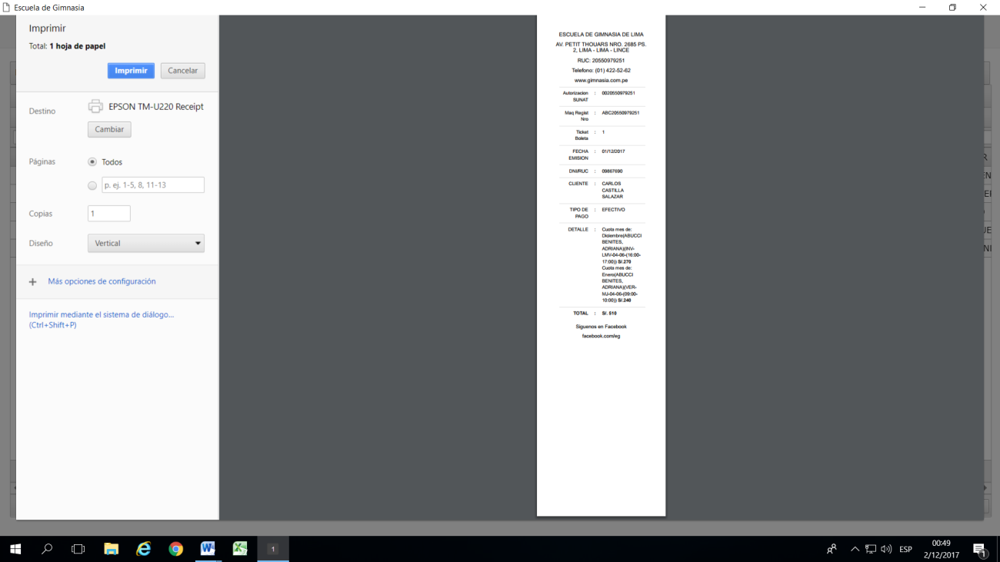 Escuela de Gimnasia
Imprimir
Total: 1 hoja de papel
Imprimir Cancelar
Destino EPSON TM-U220 Receipt
Cambiar
Páginas Todos
p. ej. 1-5, 8, 11-13
Copias 1
Diseño Vertical
+ Más opciones de configuración
Imprimir mediante el sistema de diálogo...
(Ctrl+Shift+P)
ESCUELA DE GIMNASIA DE LIMA
AV. PETIT THOUARS NRO. 2685 PS.
2, LIMA - LIMA - LINCE
RUC: 20550979251
Telefono: (01) 422-52-62
www.gimnasia.com.pe
Autorizacion : 0020550979251
SUNAT
Maq Regist : ABC20550979251
Nro
Ticket : 1
Boleta
FECHA : 01/12/2017
EMISION
DNI/RUC : 09867690
CLIENTE : CARLOS
CASTILLA
SALAZAR
TIPO DE : EFECTIVO
PAGO
DETALLE : Cuota mes de:
Diciembre(ABUCCI
BENITES,
ADRIANA)(INV-
LMV-04-06-(16:00-
17:00)) S/.270
Cuota mes de:
Enero(ABUCCI
BENITES,
ADRIANA)(VER-
MJ-04-06-(09:00-
10:00)) S/.240
TOTAL : S/. 510
Siguenos en Facebook
facebook.com/eg
R
EN
EI
UE
NI
1
ESP
00:49
2/12/2017
1